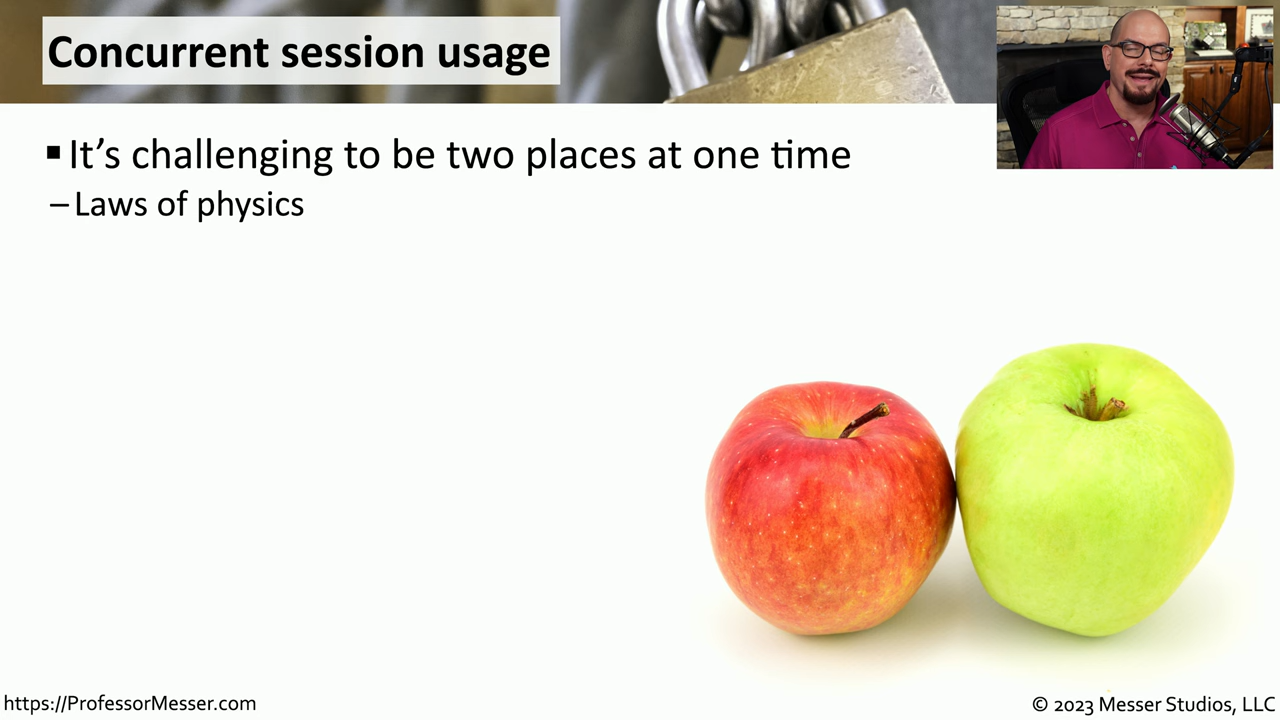 Concurrent session usage
▪ It's challenging to be two places at one time
– Laws of physics
https://ProfessorMesser.com
© 2023 Messer Studios, LLC